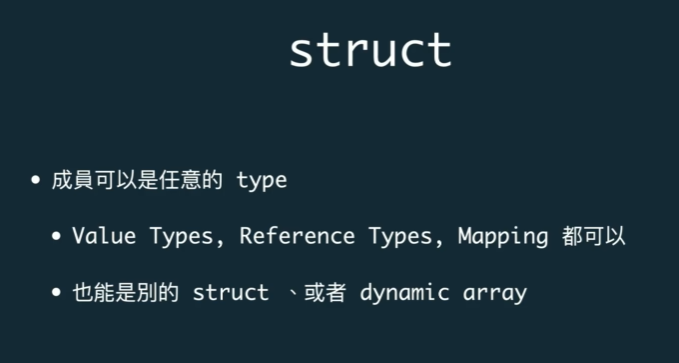 struct
• 成員可以是任意的 type
• Value Types, Reference Types, Mapping 都可以
• 也能是別的 struct 、或者 dynamic array